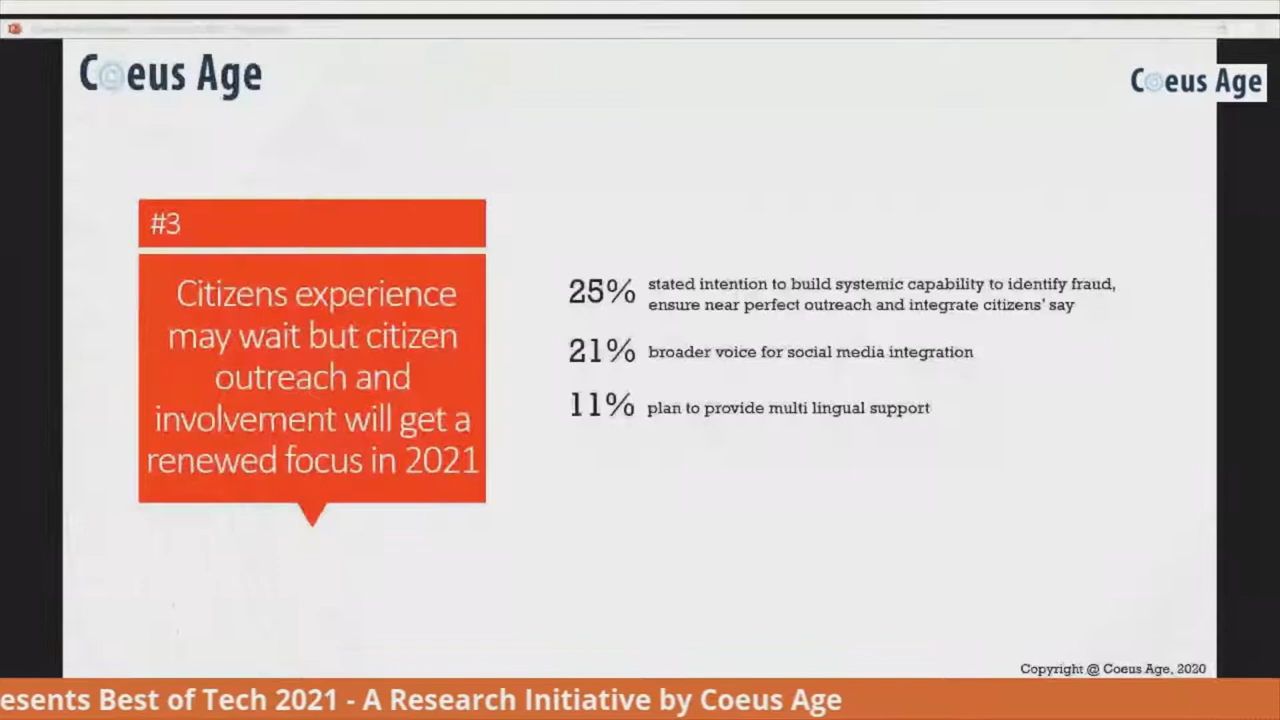 Coeus Age
Coeus Age
#3
Citizens experience
may wait but citizen
outreach and
involvement will get a
renewed focus in 2021
25% stated intention to build systemic capability to identify fraud,
ensure near perfect outreach and integrate citizens' say
21% broader voice for social media integration
11% plan to provide multi lingual support
Copyright @ Coeus Age, 2020
esents Best of Tech 2021 - A Research Initiative by Coeus Age